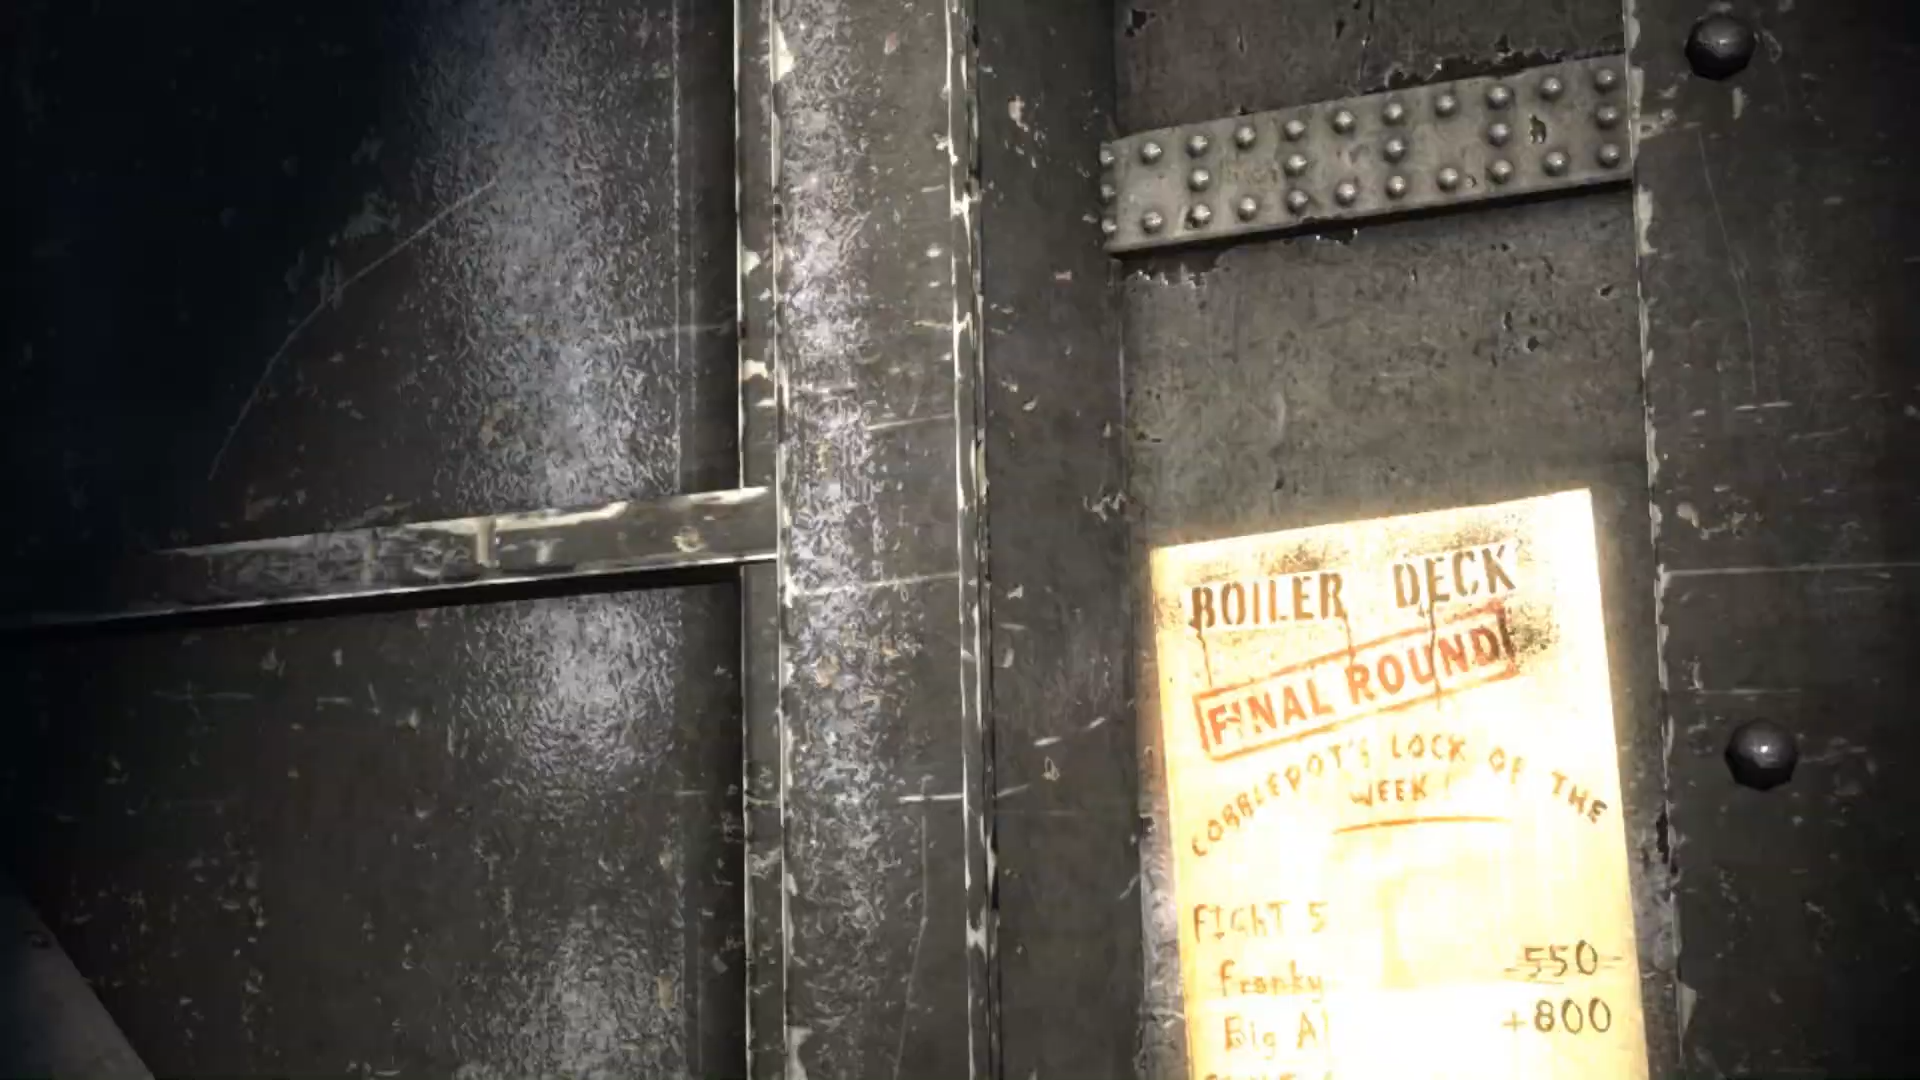 BOILER DECK
FINAL ROUND
COBBLEPOT'S LOCK OF THE
WEEK!
FIGHT 5
Franky -550-
Big Al +800